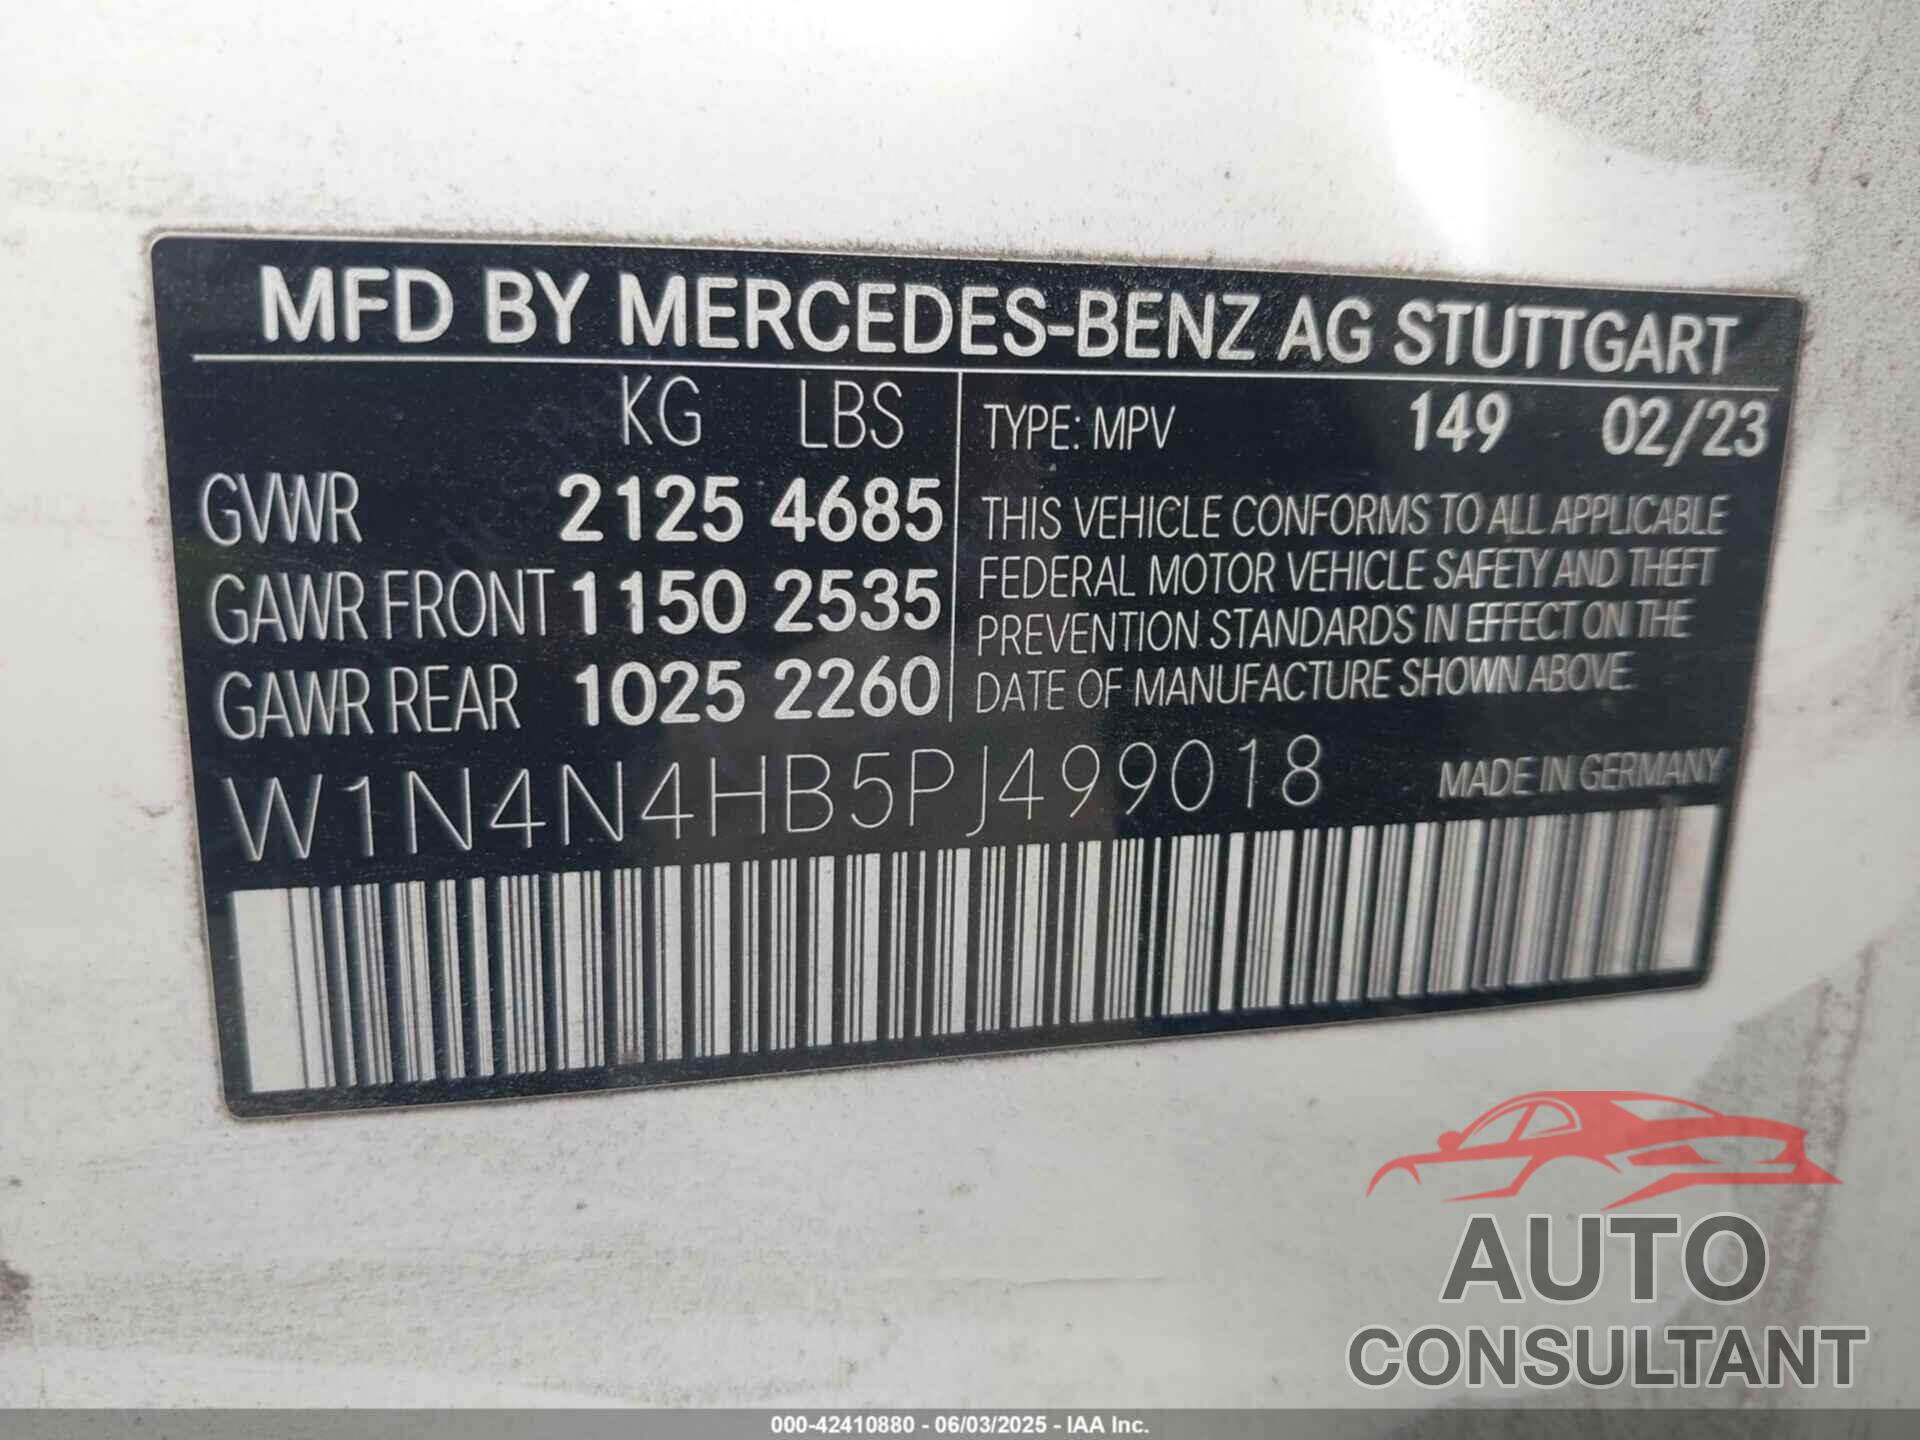 MFD BY MERCEDES-BENZ AG STUTTGART
KG LBS
GVWR 2125 4685
GAWR FRONT 1150 2535
GAWR REAR 1025 2260
TYPE: MPV 149 02/23
THIS VEHICLE CONFORMS TO ALL APPLICABLE
FEDERAL MOTOR VEHICLE SAFETY AND THEFT
PREVENTION STANDARDS IN EFFECT ON THE
DATE OF MANUFACTURE SHOWN ABOVE.
W1N4N4HB5PJ499018 MADE IN GERMANY
AUTO
CONSULTANT
000-42410880 - 06/03/2025 - IAA Inc.